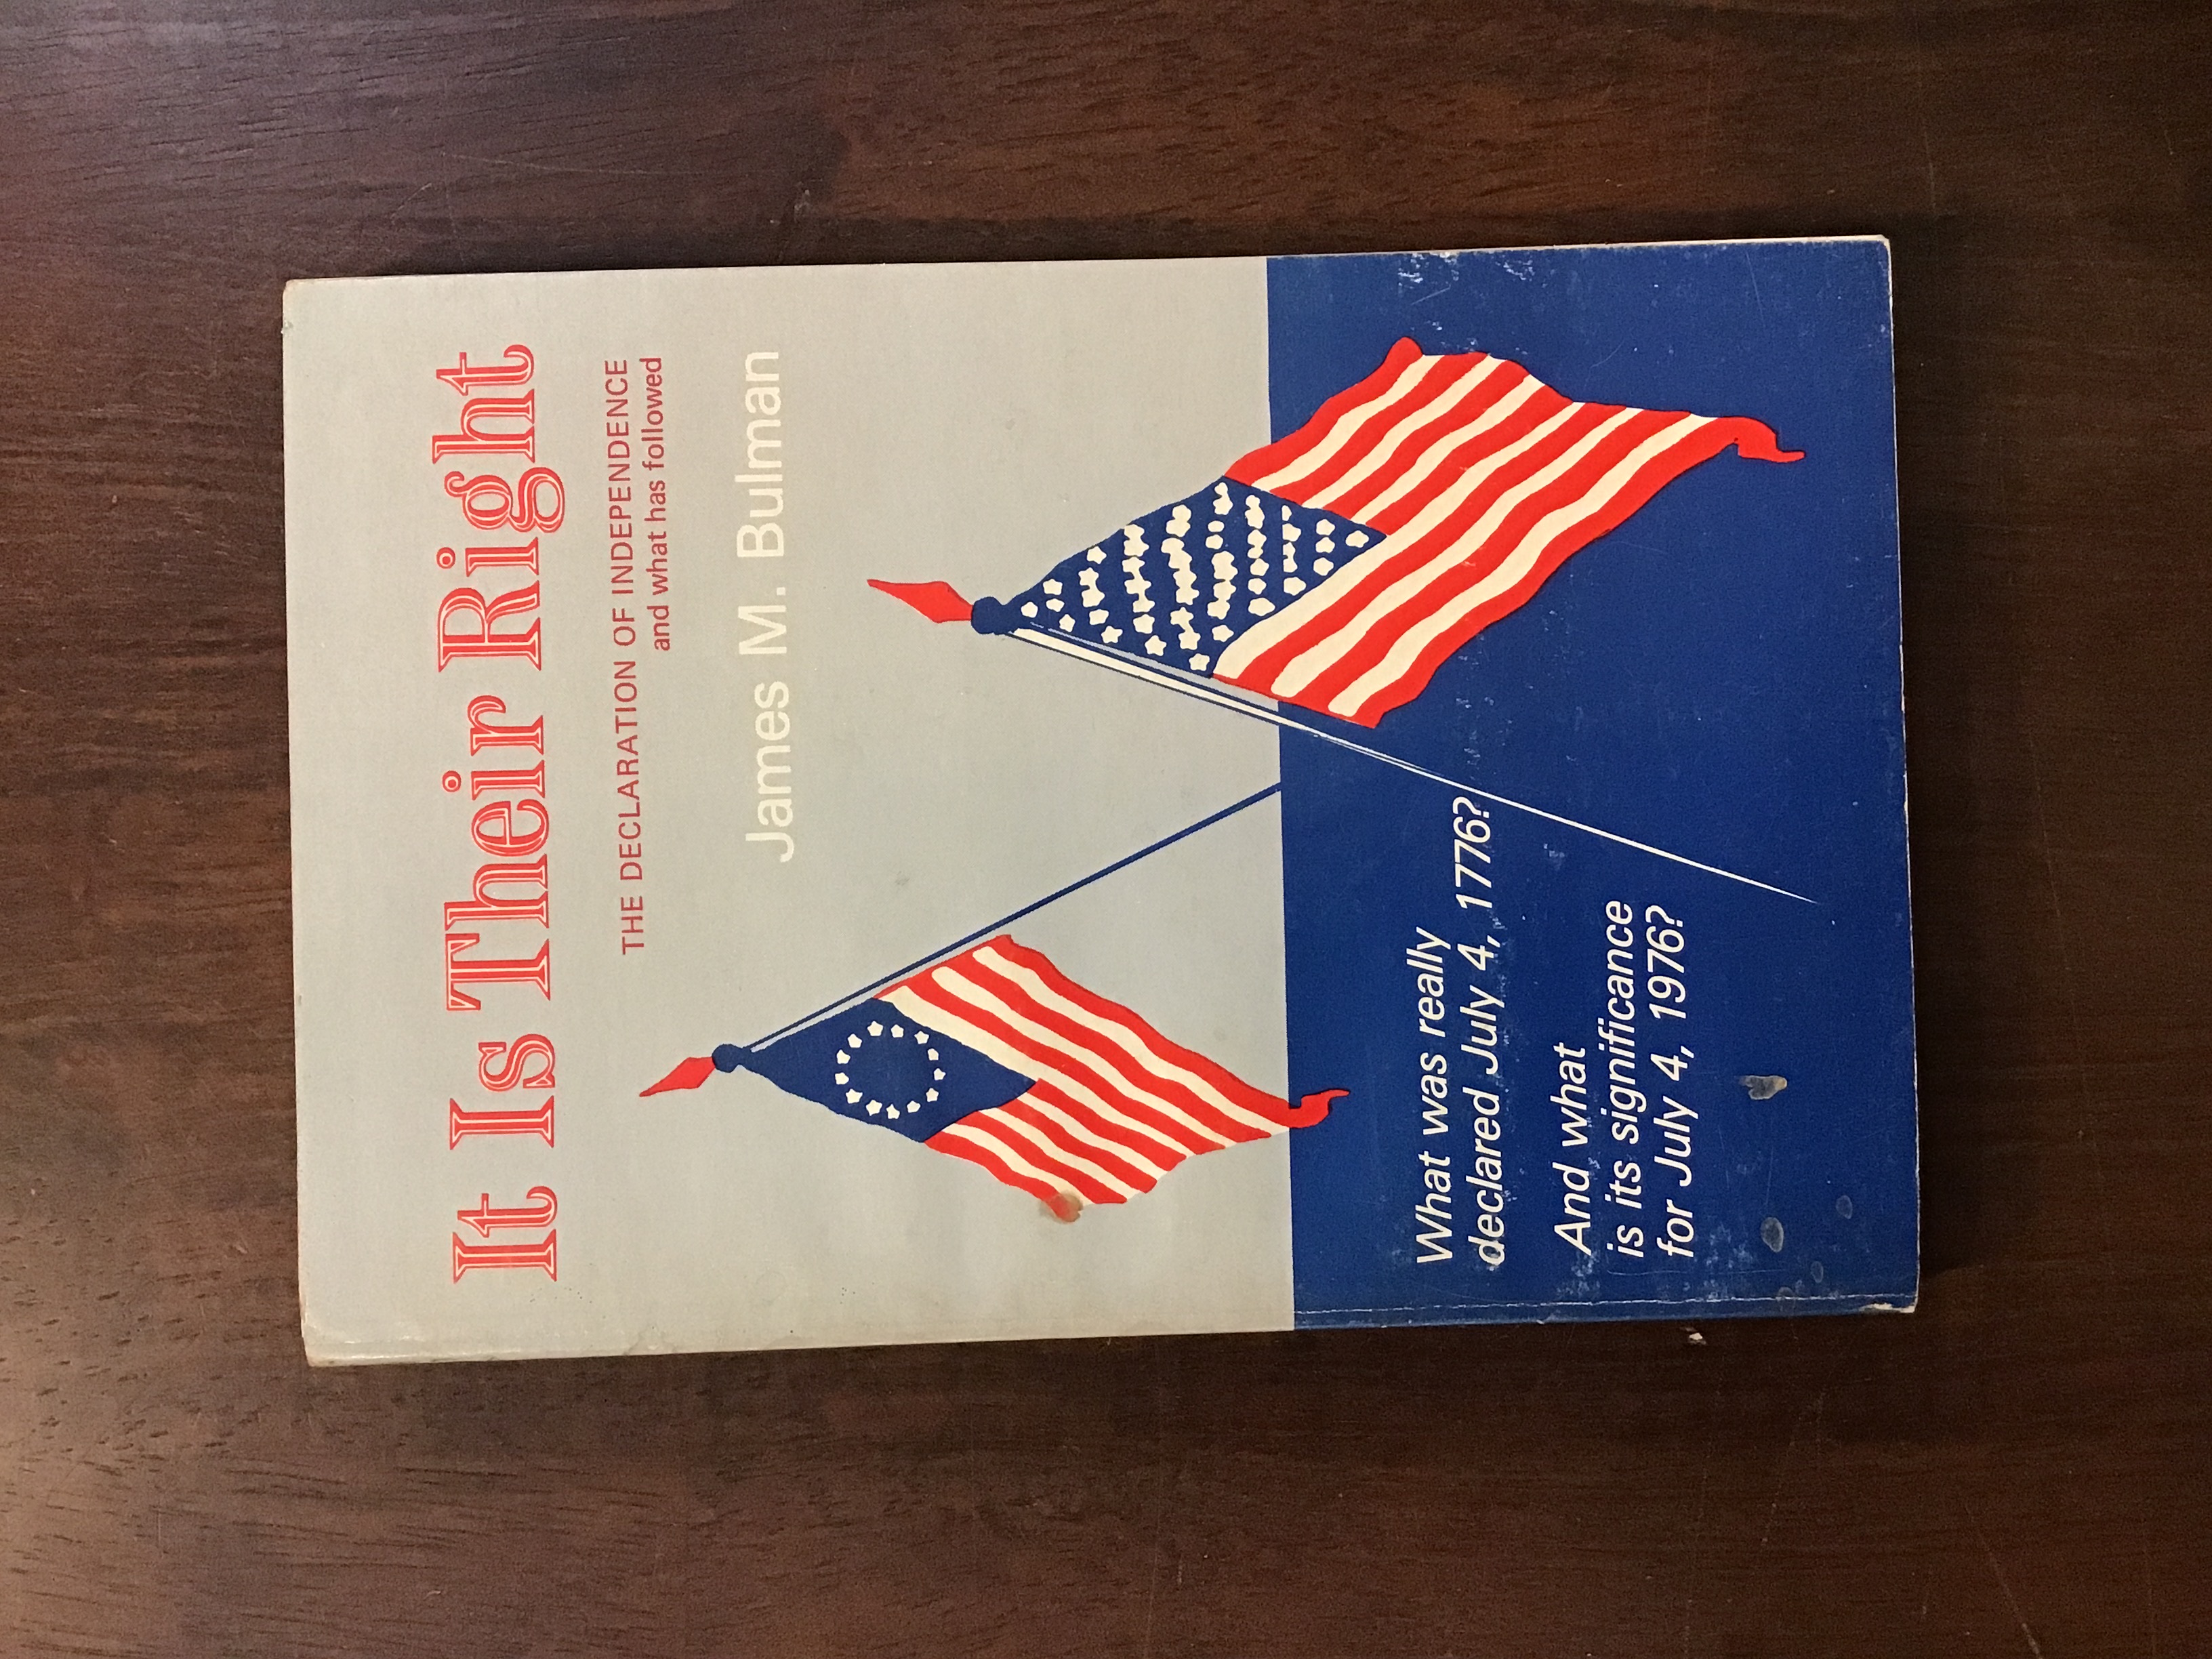 It Is Their Right
THE DECLARATION OF INDEPENDENCE
and what has followed
James M. Bulman
What was really
declared July 4, 1776?
And what
is its significance
for July 4, 1976?